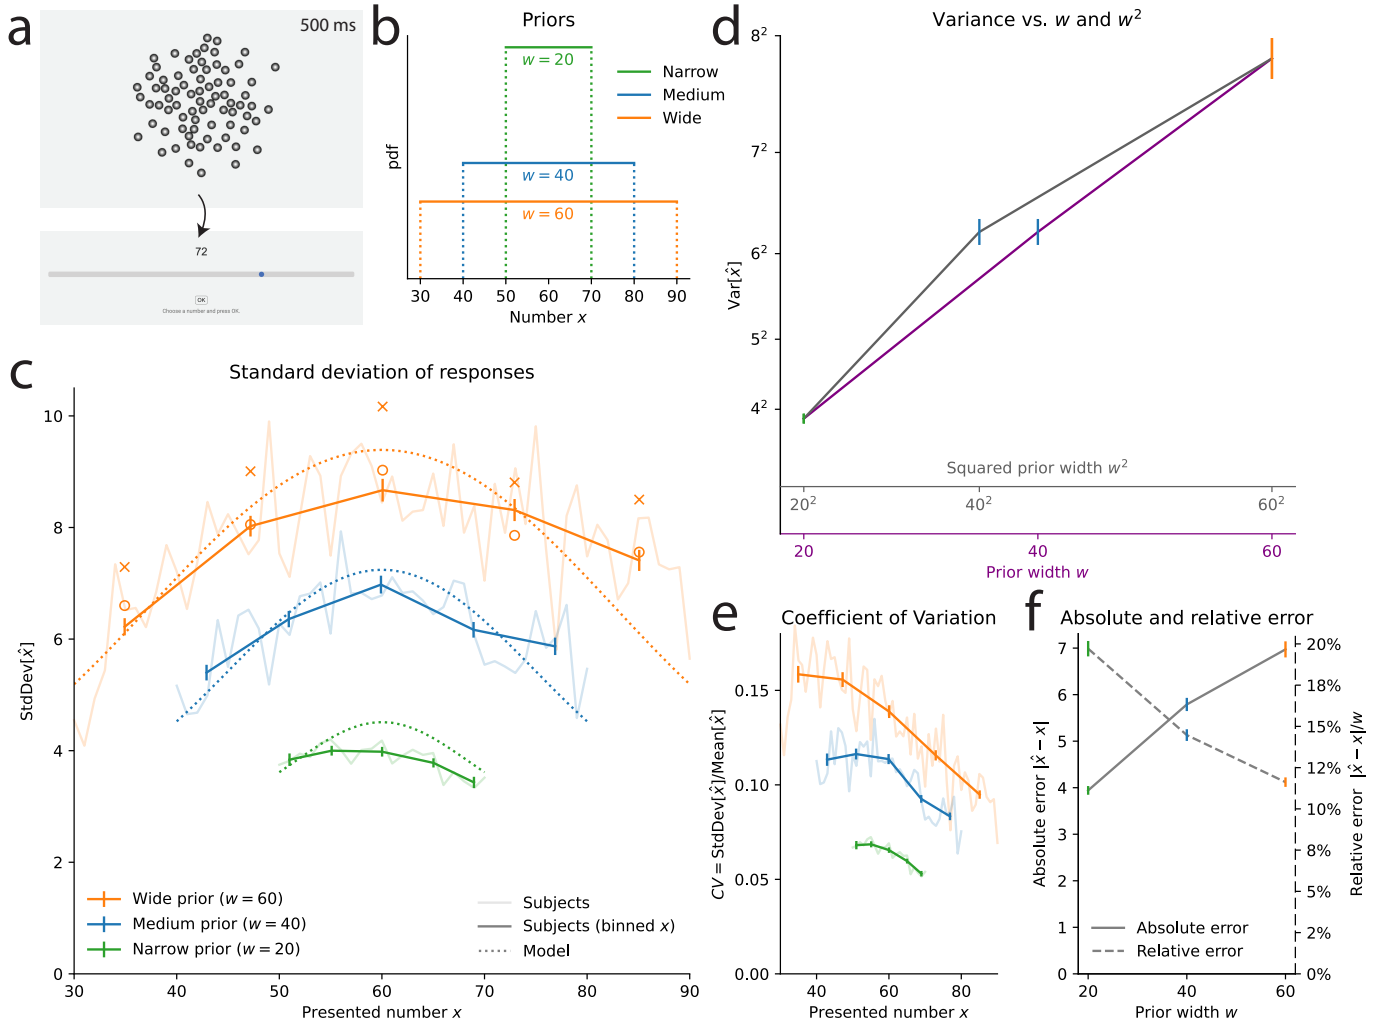 a
500 ms
72
OK
Choose a number and press OK.
b
Priors
pdf
w = 20
w = 40
w = 60
Narrow
Medium
Wide
30 40 50 60 70 80 90
Number x
c
Standard deviation of responses
StdDev[x̂]
10
8
6
4
2
0
Wide prior (w = 60)
Medium prior (w = 40)
Narrow prior (w = 20)
Subjects
Subjects (binned x)
Model
30 40 50 60 70 80 90
Presented number x
d
Variance vs. w and w²
Var[x̂]
8²
7²
6²
5²
4²
Squared prior width w²
20² 40² 60²
20 40 60
Prior width w
e
Coefficient of Variation
CV = StdDev[x̂]/Mean[x̂]
0.15
0.10
0.05
0.00
40 60 80
Presented number x
f
Absolute and relative error
Absolute error |x̂ − x|
7
6
5
4
3
2
1
0
Absolute error
Relative error
20 40 60
Prior width w
20%
18%
15%
12%
10%
8%
5%
2%
0%
Relative error |x̂ − x|/w